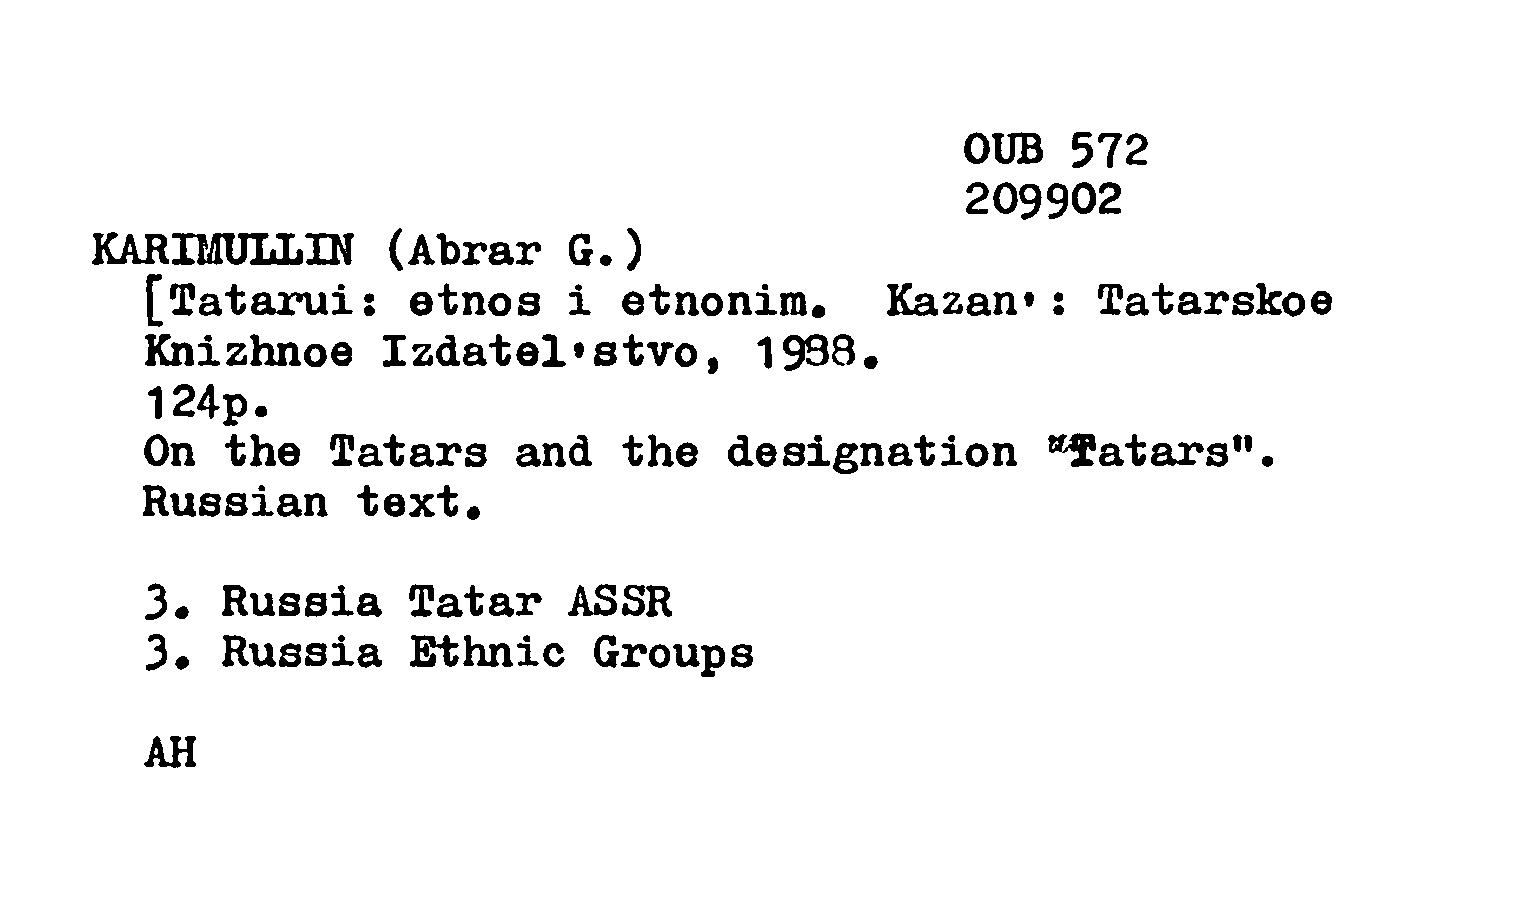 OUB 572
209902
KARIMULLIN (Abrar G.)
[Tatarui: etnos i etnonim. Kazan': Tatarskoe
Knizhnoe Izdatel'stvo, 1988.
124p.
On the Tatars and the designation "Tatars".
Russian text.
3. Russia Tatar ASSR
3. Russia Ethnic Groups
AH